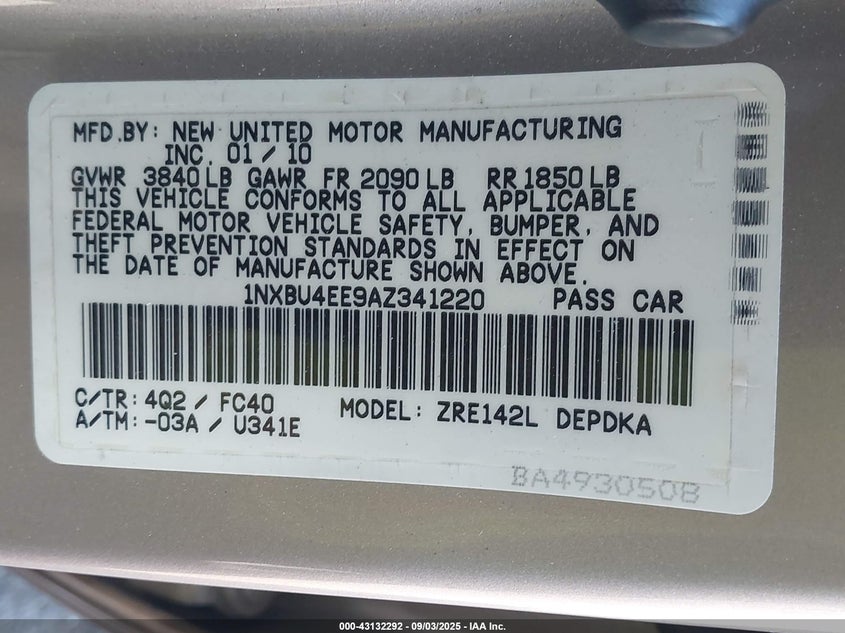 MFD.BY: NEW UNITED MOTOR MANUFACTURING
INC. 01 / 10
GVWR 3840 LB GAWR FR 2090 LB RR 1850 LB
THIS VEHICLE CONFORMS TO ALL APPLICABLE
FEDERAL MOTOR VEHICLE SAFETY, BUMPER, AND
THEFT PREVENTION STANDARDS IN EFFECT ON
THE DATE OF MANUFACTURE SHOWN ABOVE.
1NXBU4EE9AZ341220 PASS CAR
C/TR: 4Q2 / FC40 MODEL: ZRE142L DEPDKA
A/TM: -03A / U341E
BA4930508
000-43132292 - 09/03/2025 - IAA Inc.